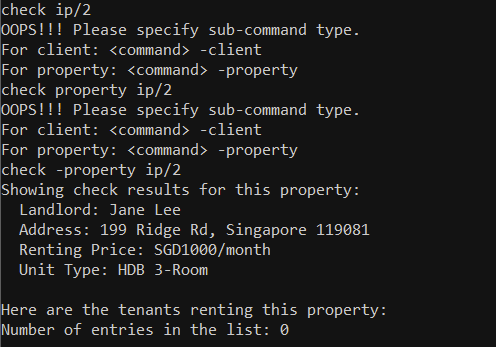 check ip/2
OOPS!!! Please specify sub-command type.
For client: <command> -client
For property: <command> -property
check property ip/2
OOPS!!! Please specify sub-command type.
For client: <command> -client
For property: <command> -property
check -property ip/2
Showing check results for this property:
  Landlord: Jane Lee
  Address: 199 Ridge Rd, Singapore 119081
  Renting Price: SGD1000/month
  Unit Type: HDB 3-Room

Here are the tenants renting this property:
Number of entries in the list: 0